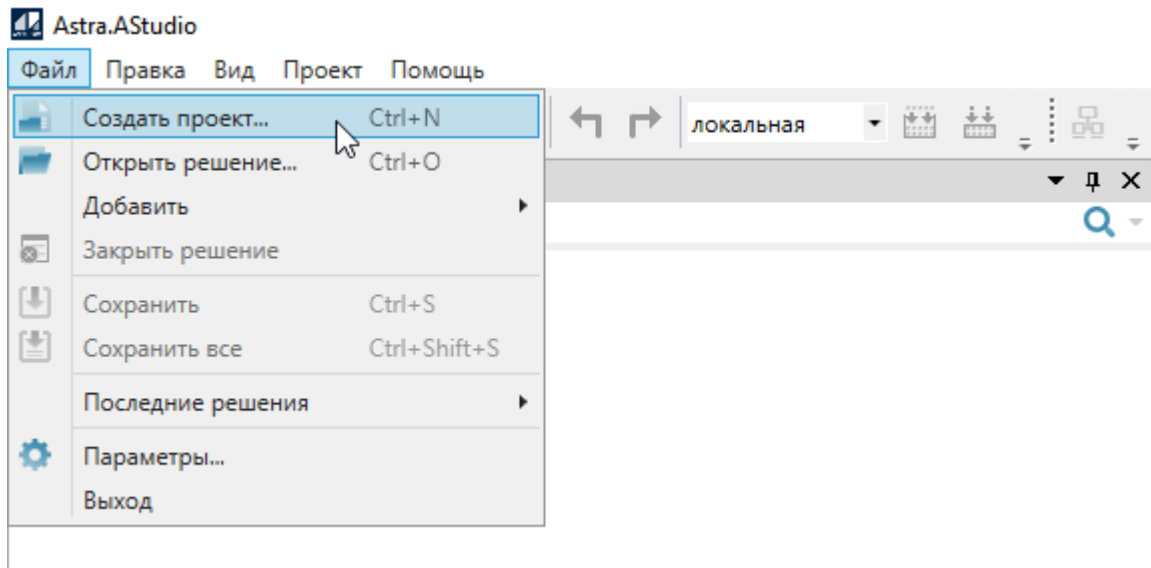 Astra.AStudio
Файл Правка Вид Проект Помощь
Создать проект... Ctrl+N
локальная
Открыть решение... Ctrl+O
Добавить
Закрыть решение
Сохранить Ctrl+S
Сохранить все Ctrl+Shift+S
Последние решения
Параметры...
Выход